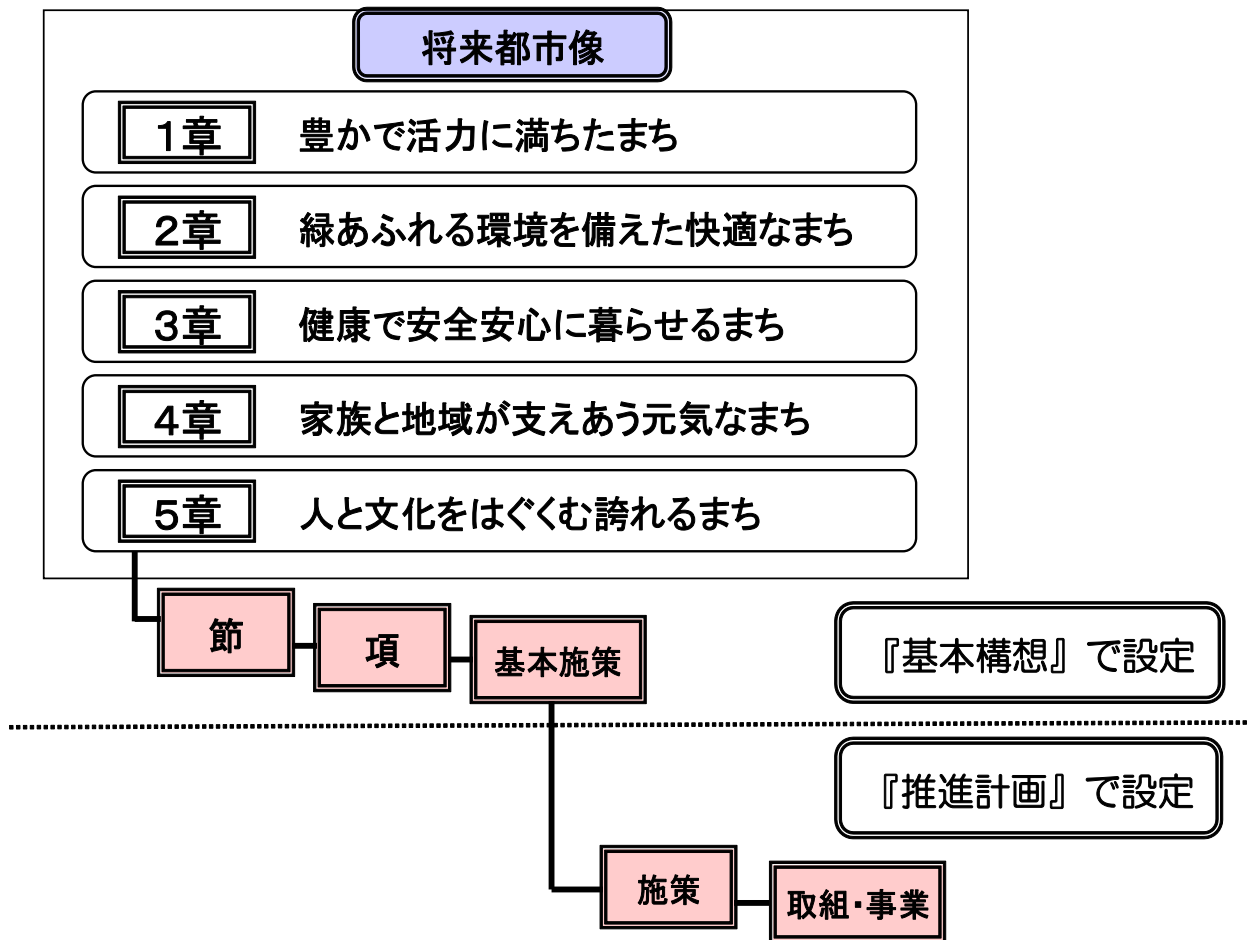 将来都市像
1章 豊かで活力に満ちたまち
2章 緑あふれる環境を備えた快適なまち
3章 健康で安全安心に暮らせるまち
4章 家族と地域が支えあう元気なまち
5章 人と文化をはぐくむ誇れるまち
節
項
基本施策
『基本構想』で設定
『推進計画』で設定
施策
取組・事業